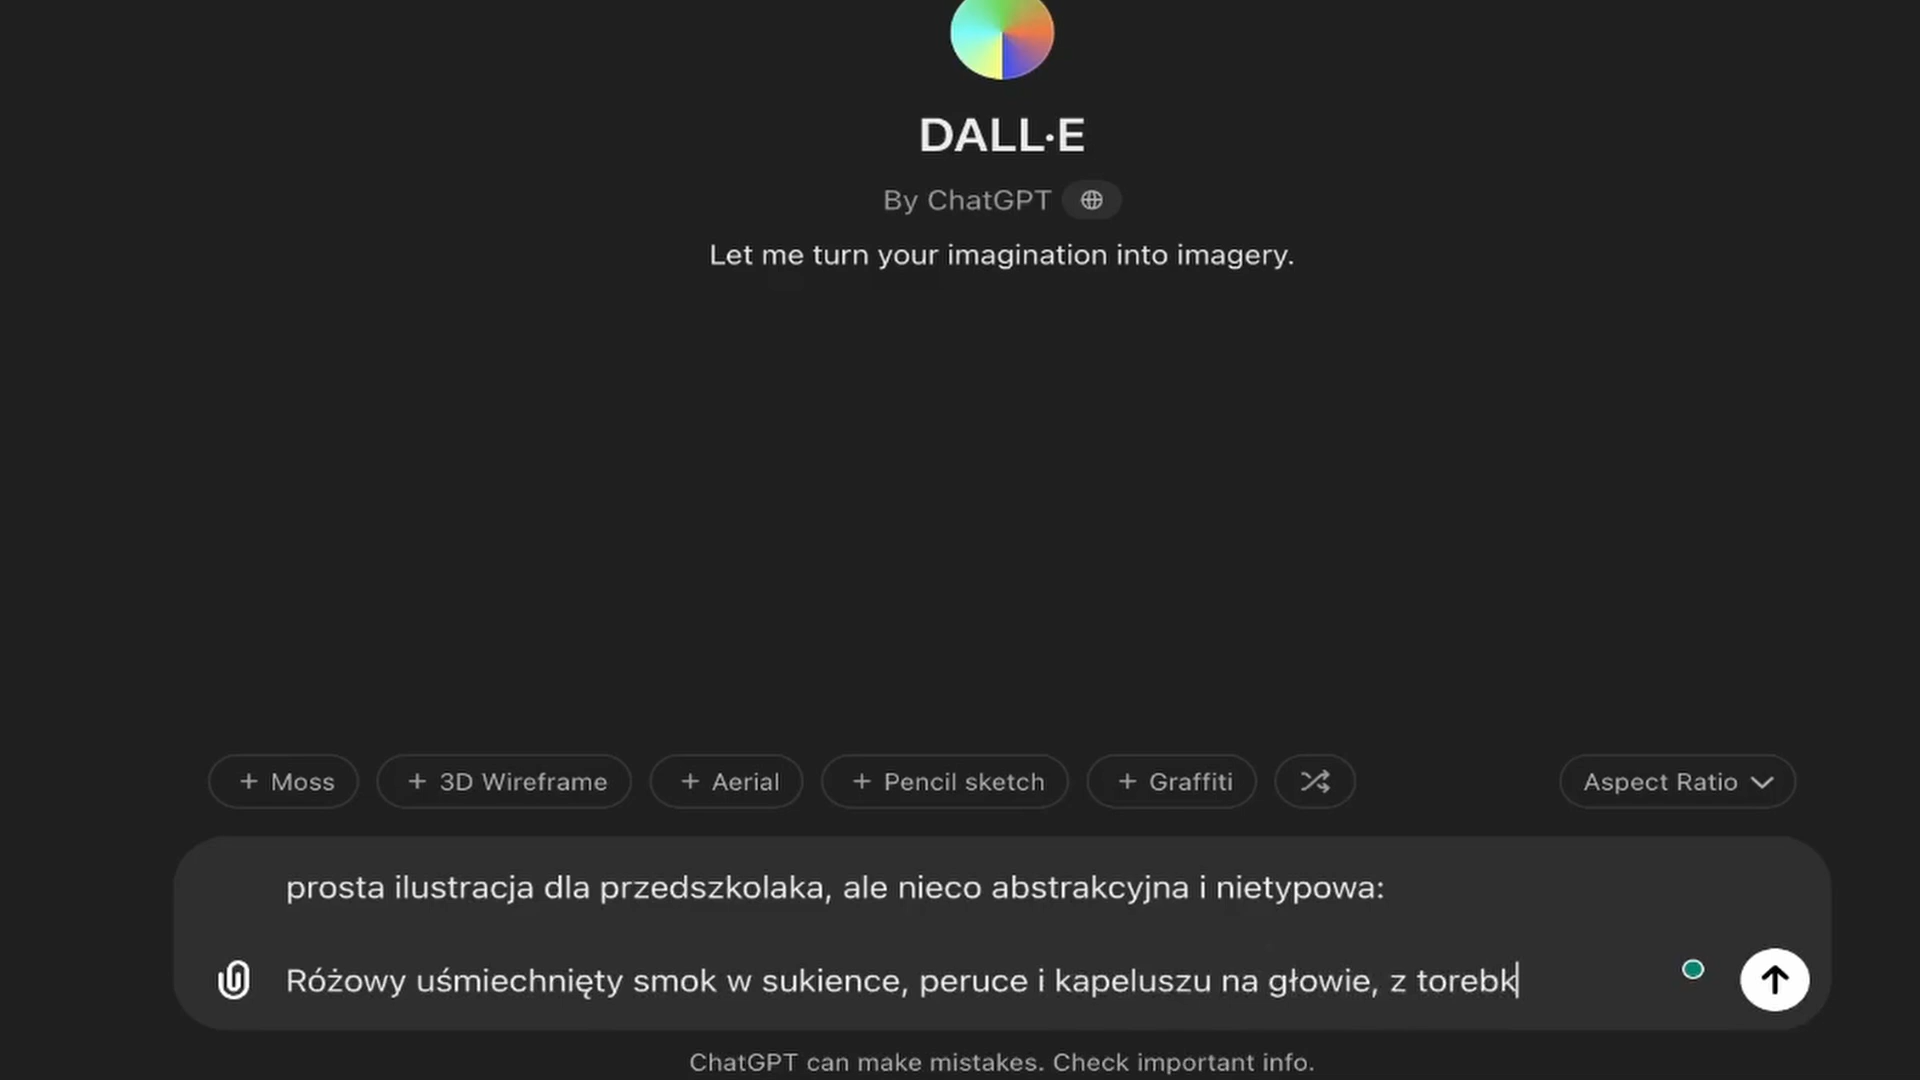 DALL·E
By ChatGPT
Let me turn your imagination into imagery.
+ Moss
+ 3D Wireframe
+ Aerial
+ Pencil sketch
+ Graffiti
Aspect Ratio
prosta ilustracja dla przedszkolaka, ale nieco abstrakcyjna i nietypowa:
Różowy uśmiechnięty smok w sukience, peruce i kapeluszu na głowie, z torebk
ChatGPT can make mistakes. Check important info.